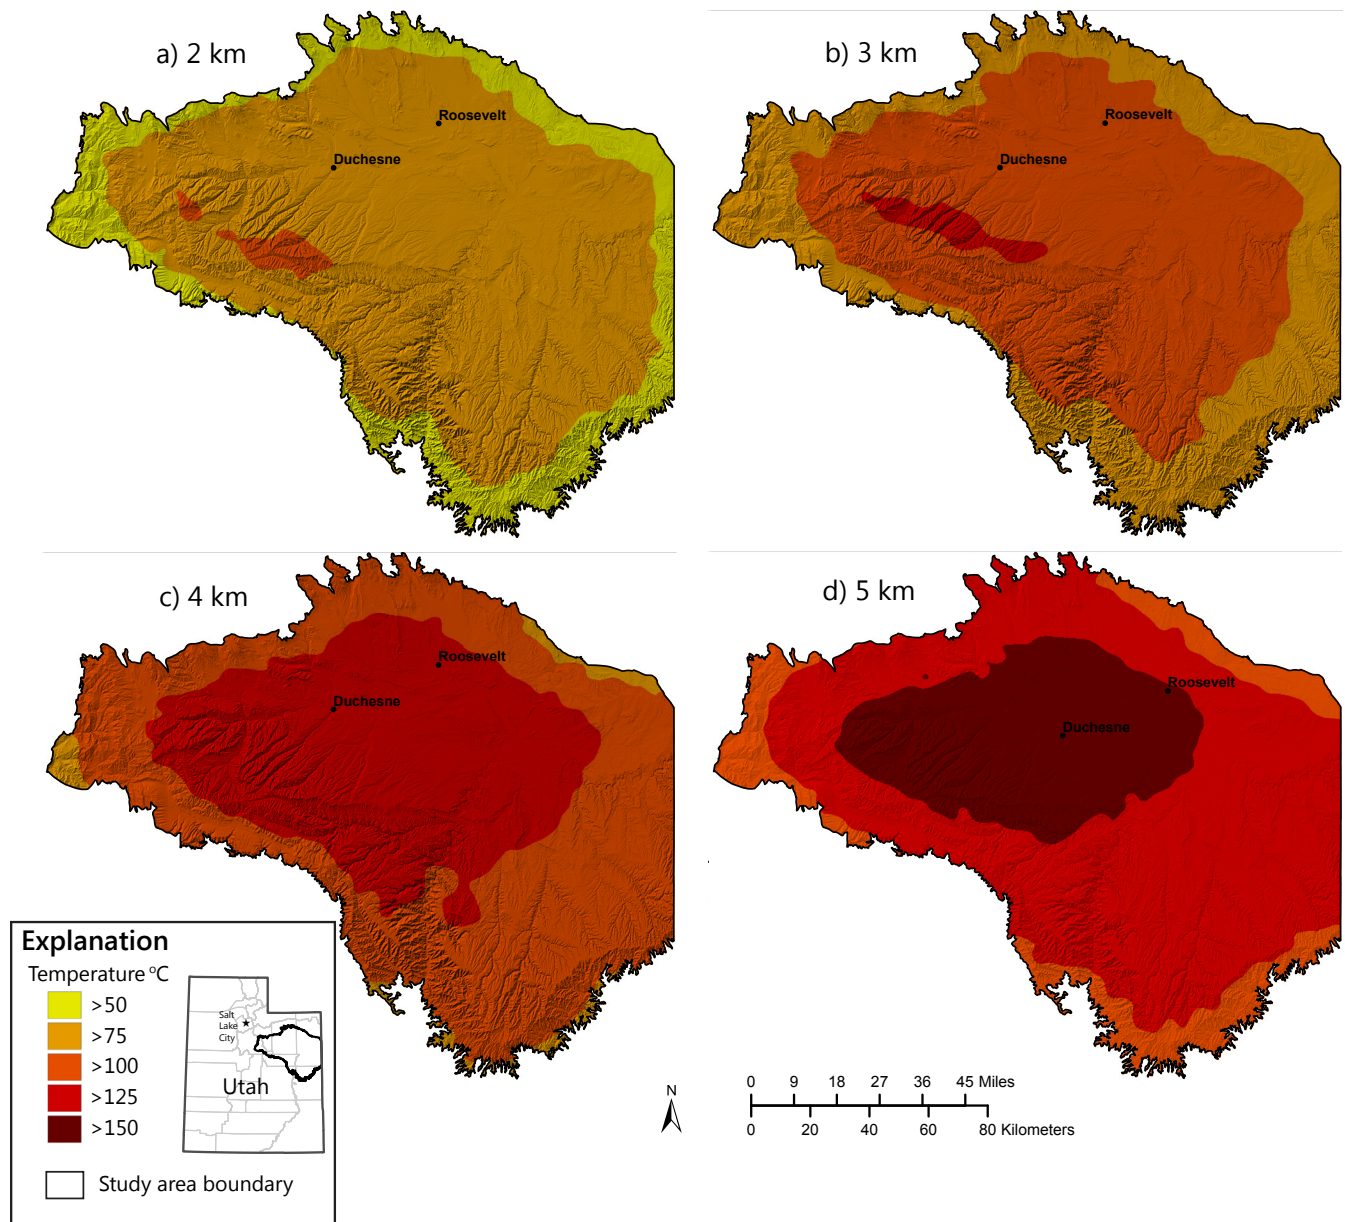 a) 2 km
Roosevelt
Duchesne
b) 3 km
Roosevelt
Duchesne
c) 4 km
Roosevelt
Duchesne
d) 5 km
Roosevelt
Duchesne
Explanation
Temperature °C
>50
>75
>100
>125
>150
Study area boundary
Salt
Lake
City
Utah
N
0 9 18 27 36 45 Miles
0 20 40 60 80 Kilometers